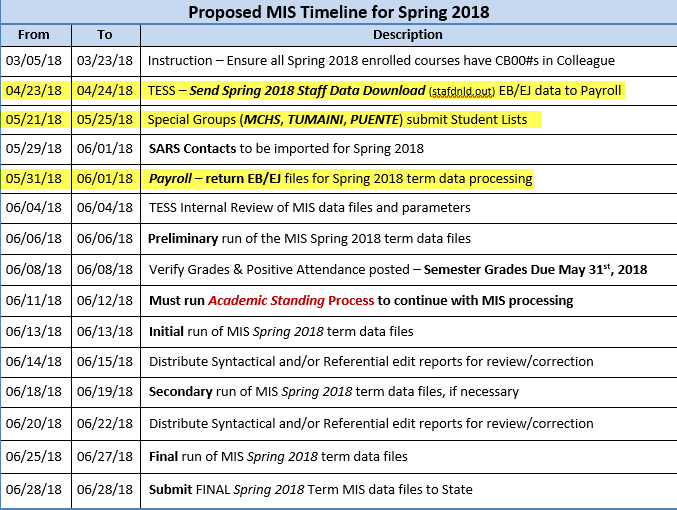 Proposed MIS Timeline for Spring 2018
From To Description
03/05/18 03/23/18 Instruction – Ensure all Spring 2018 enrolled courses have CB00#s in Colleague
04/23/18 04/24/18 TESS – Send Spring 2018 Staff Data Download (stafdnld.out) EB/EJ data to Payroll
05/21/18 05/25/18 Special Groups (MCHS, TUMAINI, PUENTE) submit Student Lists
05/29/18 06/01/18 SARS Contacts to be imported for Spring 2018
05/31/18 06/01/18 Payroll – return EB/EJ files for Spring 2018 term data processing
06/04/18 06/04/18 TESS Internal Review of MIS data files and parameters
06/06/18 06/06/18 Preliminary run of the MIS Spring 2018 term data files
06/08/18 06/08/18 Verify Grades & Positive Attendance posted – Semester Grades Due May 31st, 2018
06/11/18 06/12/18 Must run Academic Standing Process to continue with MIS processing
06/13/18 06/13/18 Initial run of MIS Spring 2018 term data files
06/14/18 06/15/18 Distribute Syntactical and/or Referential edit reports for review/correction
06/18/18 06/19/18 Secondary run of MIS Spring 2018 term data files, if necessary
06/20/18 06/22/18 Distribute Syntactical and/or Referential edit reports for review/correction
06/25/18 06/27/18 Final run of MIS Spring 2018 term data files
06/28/18 06/28/18 Submit FINAL Spring 2018 Term MIS data files to State